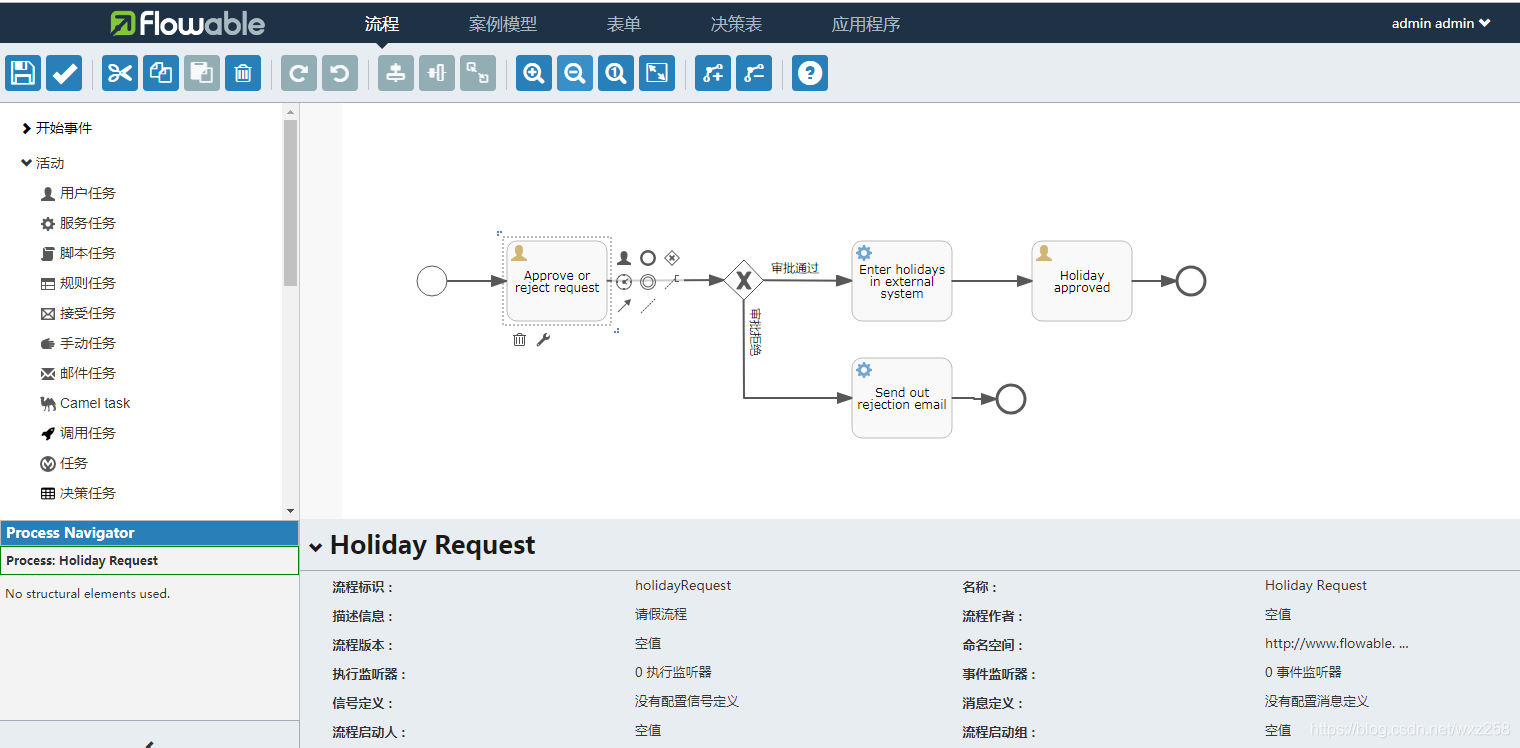 flowable
流程
案例模型
表单
决策表
应用程序
admin admin
开始事件
活动
用户任务
服务任务
脚本任务
规则任务
接受任务
手动任务
邮件任务
Camel task
调用任务
任务
决策任务
Approve or
reject request
审批通过
审批拒绝
Enter holidays
in external
system
Holiday
approved
Send out
rejection email
Process Navigator
Process: Holiday Request
No structural elements used.
Holiday Request
流程标识： holidayRequest 名称： Holiday Request
描述信息： 请假流程 流程作者： 空值
流程版本： 空值 命名空间： http://www.flowable. ...
执行监听器： 0 执行监听器 事件监听器： 0 事件监听器
信号定义： 没有配置信号定义 消息定义： 没有配置消息定义
流程启动人： 空值 流程启动组： 空值
https://blog.csdn.net/wxz258